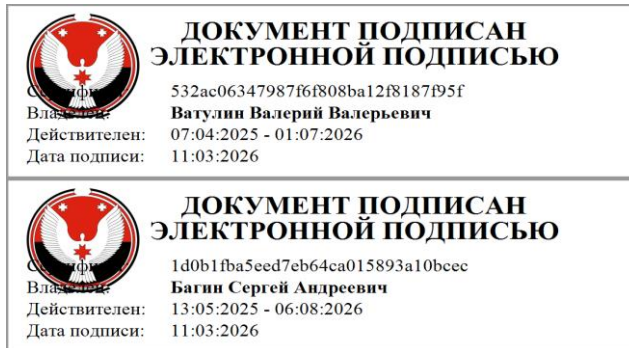 ДОКУМЕНТ ПОДПИСАН
ЭЛЕКТРОННОЙ ПОДПИСЬЮ
532ac06347987f6f808ba12f8187f95f
Владелец: Ватулин Валерий Валерьевич
Действителен: 07:04:2025 - 01:07:2026
Дата подписи: 11:03:2026
ДОКУМЕНТ ПОДПИСАН
ЭЛЕКТРОННОЙ ПОДПИСЬЮ
1d0b1fba5eed7eb64ca015893a10bcec
Владелец: Багин Сергей Андреевич
Действителен: 13:05:2025 - 06:08:2026
Дата подписи: 11:03:2026